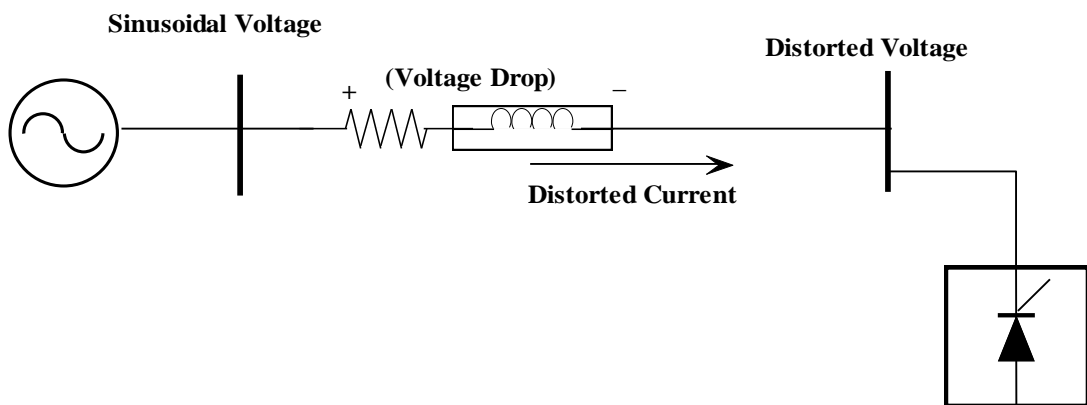 Sinusoidal Voltage
Distorted Voltage
(Voltage Drop)
+ –
Distorted Current